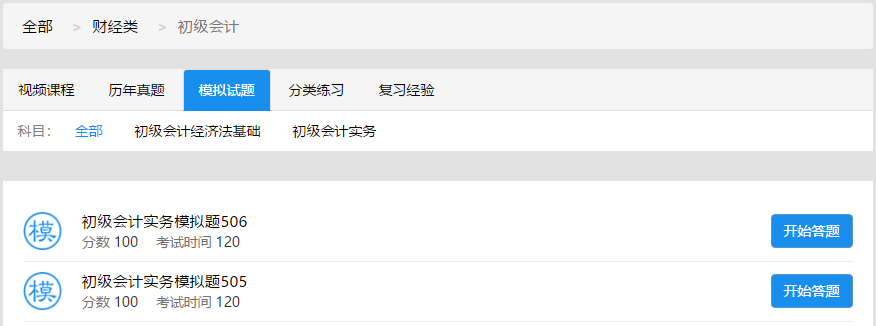 全部 > 财经类 > 初级会计
视频课程 历年真题 模拟试题 分类练习 复习经验
科目： 全部 初级会计经济法基础 初级会计实务
模 初级会计实务模拟题506 开始答题
分数 100 考试时间 120
模 初级会计实务模拟题505 开始答题
分数 100 考试时间 120